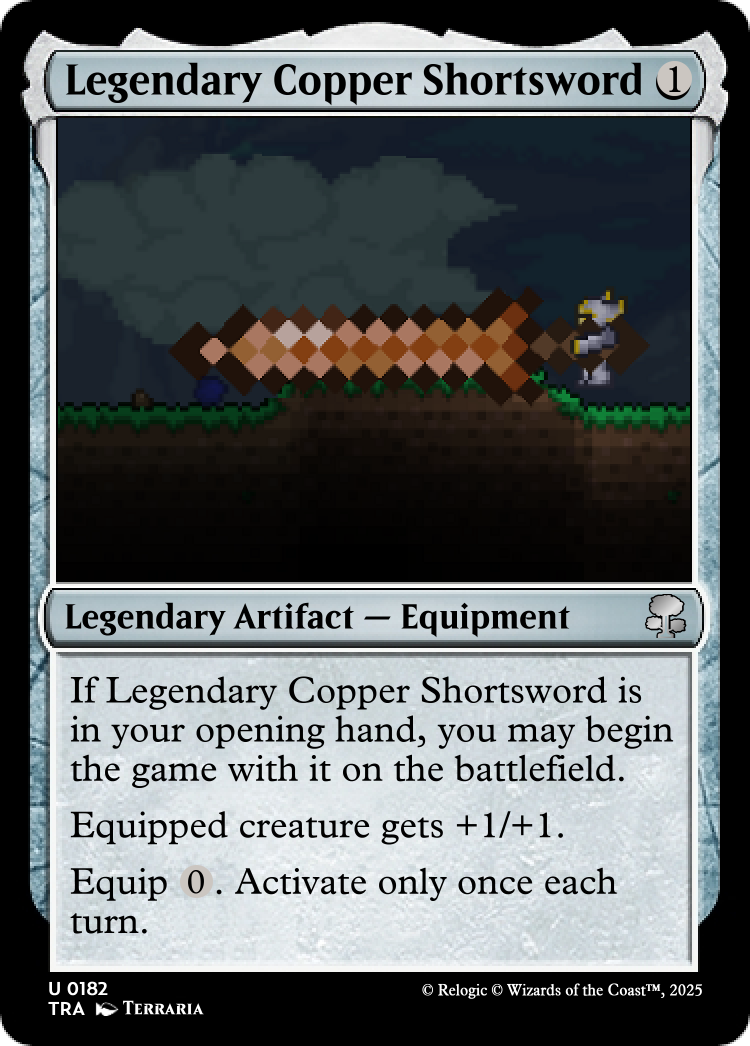 Legendary Copper Shortsword 1
Legendary Artifact — Equipment
If Legendary Copper Shortsword is
in your opening hand, you may begin
the game with it on the battlefield.
Equipped creature gets +1/+1.
Equip 0. Activate only once each
turn.
U 0182
TRA TERRARIA
© Relogic © Wizards of the Coast™, 2025